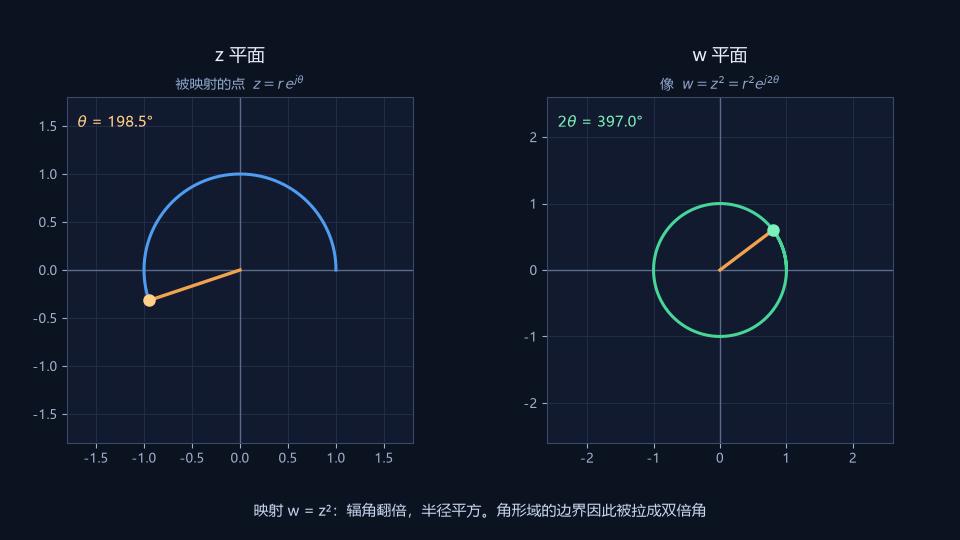 z 平面
被映射的点 z = r e^{jθ}
θ = 198.5°
1.5
1.0
0.5
0.0
-0.5
-1.0
-1.5
-1.5 -1.0 -0.5 0.0 0.5 1.0 1.5
w 平面
像 w = z² = r²e^{j2θ}
2θ = 397.0°
2
1
0
-1
-2
-2 -1 0 1 2
映射 w = z²：辐角翻倍，半径平方。角形域的边界因此被拉成双倍角